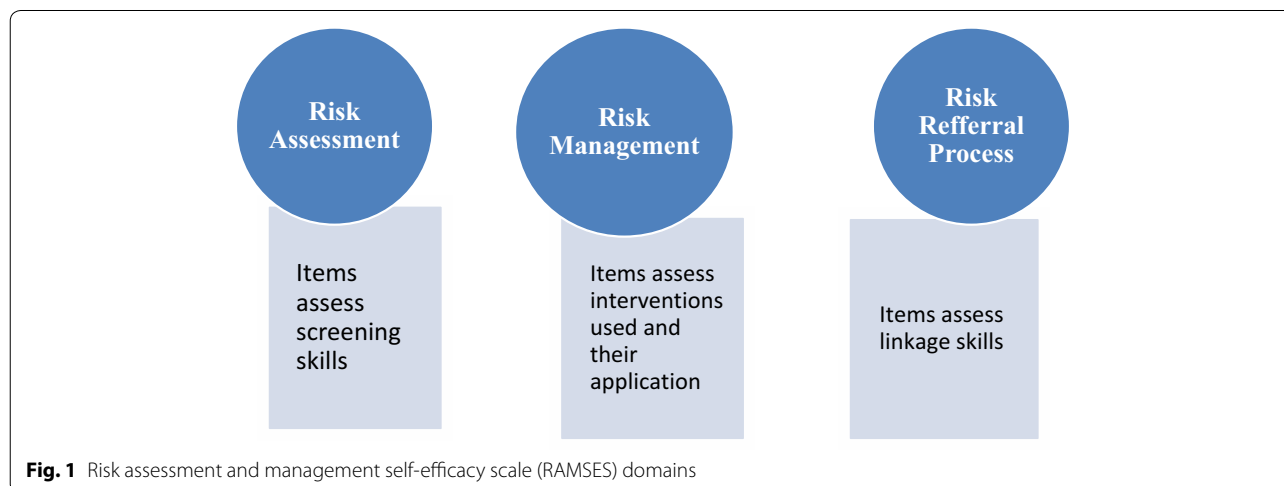 Risk
Assessment
Items
assess
screening
skills
Risk
Management
Items assess
interventions
used and
their
application
Risk
Refferral
Process
Items assess
linkage skills
Fig. 1 Risk assessment and management self-efficacy scale (RAMSES) domains